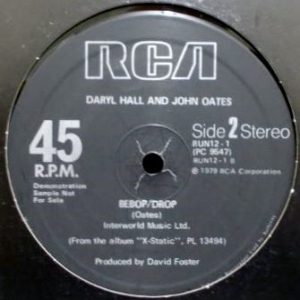 RCA
DARYL HALL AND JOHN OATES
45
R.P.M.
Demonstration
Sample Not
For Sale
Side 2 Stereo
RUN12-1
(PC 9547)
RUN12-1 B
℗ 1979 RCA Corporation
BEBOP/DROP
(Oates)
Interworld Music Ltd.
(From the album "X-Static", PL 13494)
Produced by David Foster